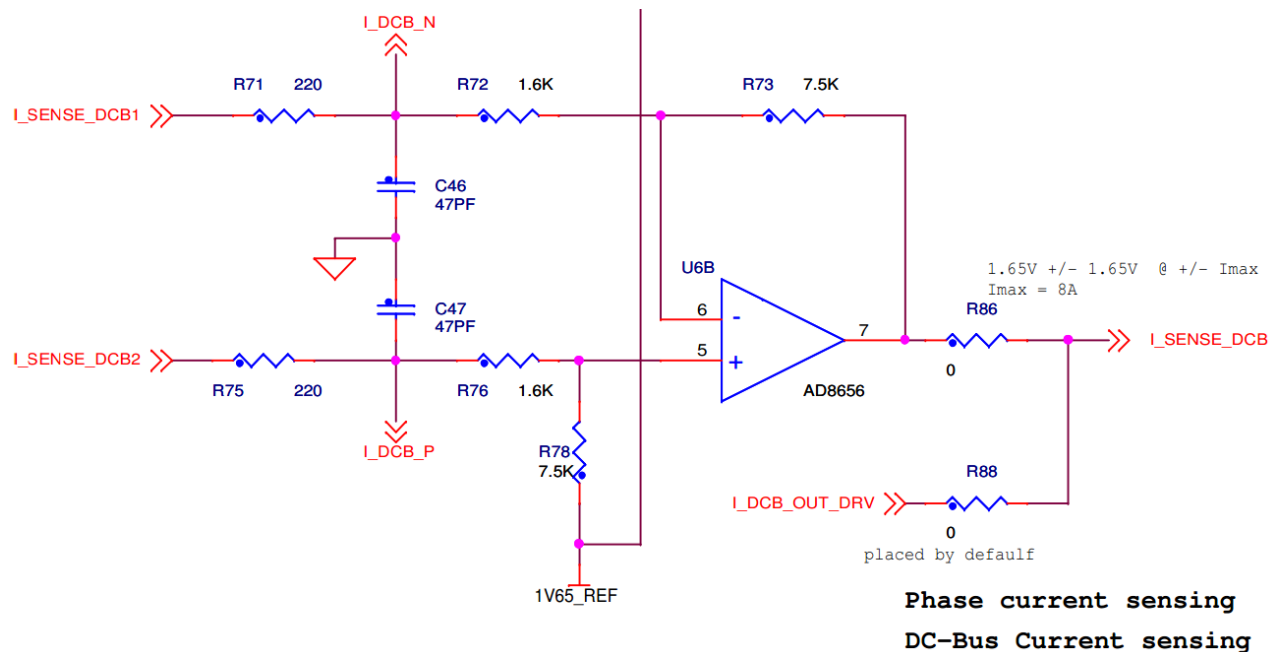 I_DCB_N
R71 220
R72 1.6K
R73 7.5K
I_SENSE_DCB1
C46
47PF
U6B
1.65V +/- 1.65V @ +/- Imax
Imax = 8A
C47
47PF
R86
6
-
7
I_SENSE_DCB
I_SENSE_DCB2
5
+
0
R75 220
R76 1.6K
AD8656
I_DCB_P
R78
7.5K
R88
I_DCB_OUT_DRV
0
placed by defaulf
1V65_REF
Phase current sensing
DC-Bus Current sensing